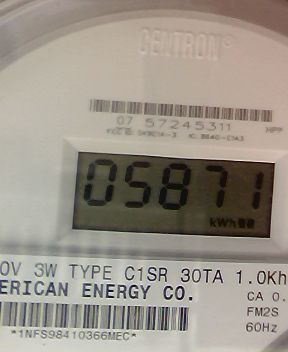 CENTRON®
07 57245311
HPP
05871
kWh
0V 3W TYPE C1SR 30TA 1.0Kh
ERICAN ENERGY CO.
CA 0.
FM2S
60Hz
*1NFS98410366MEC*